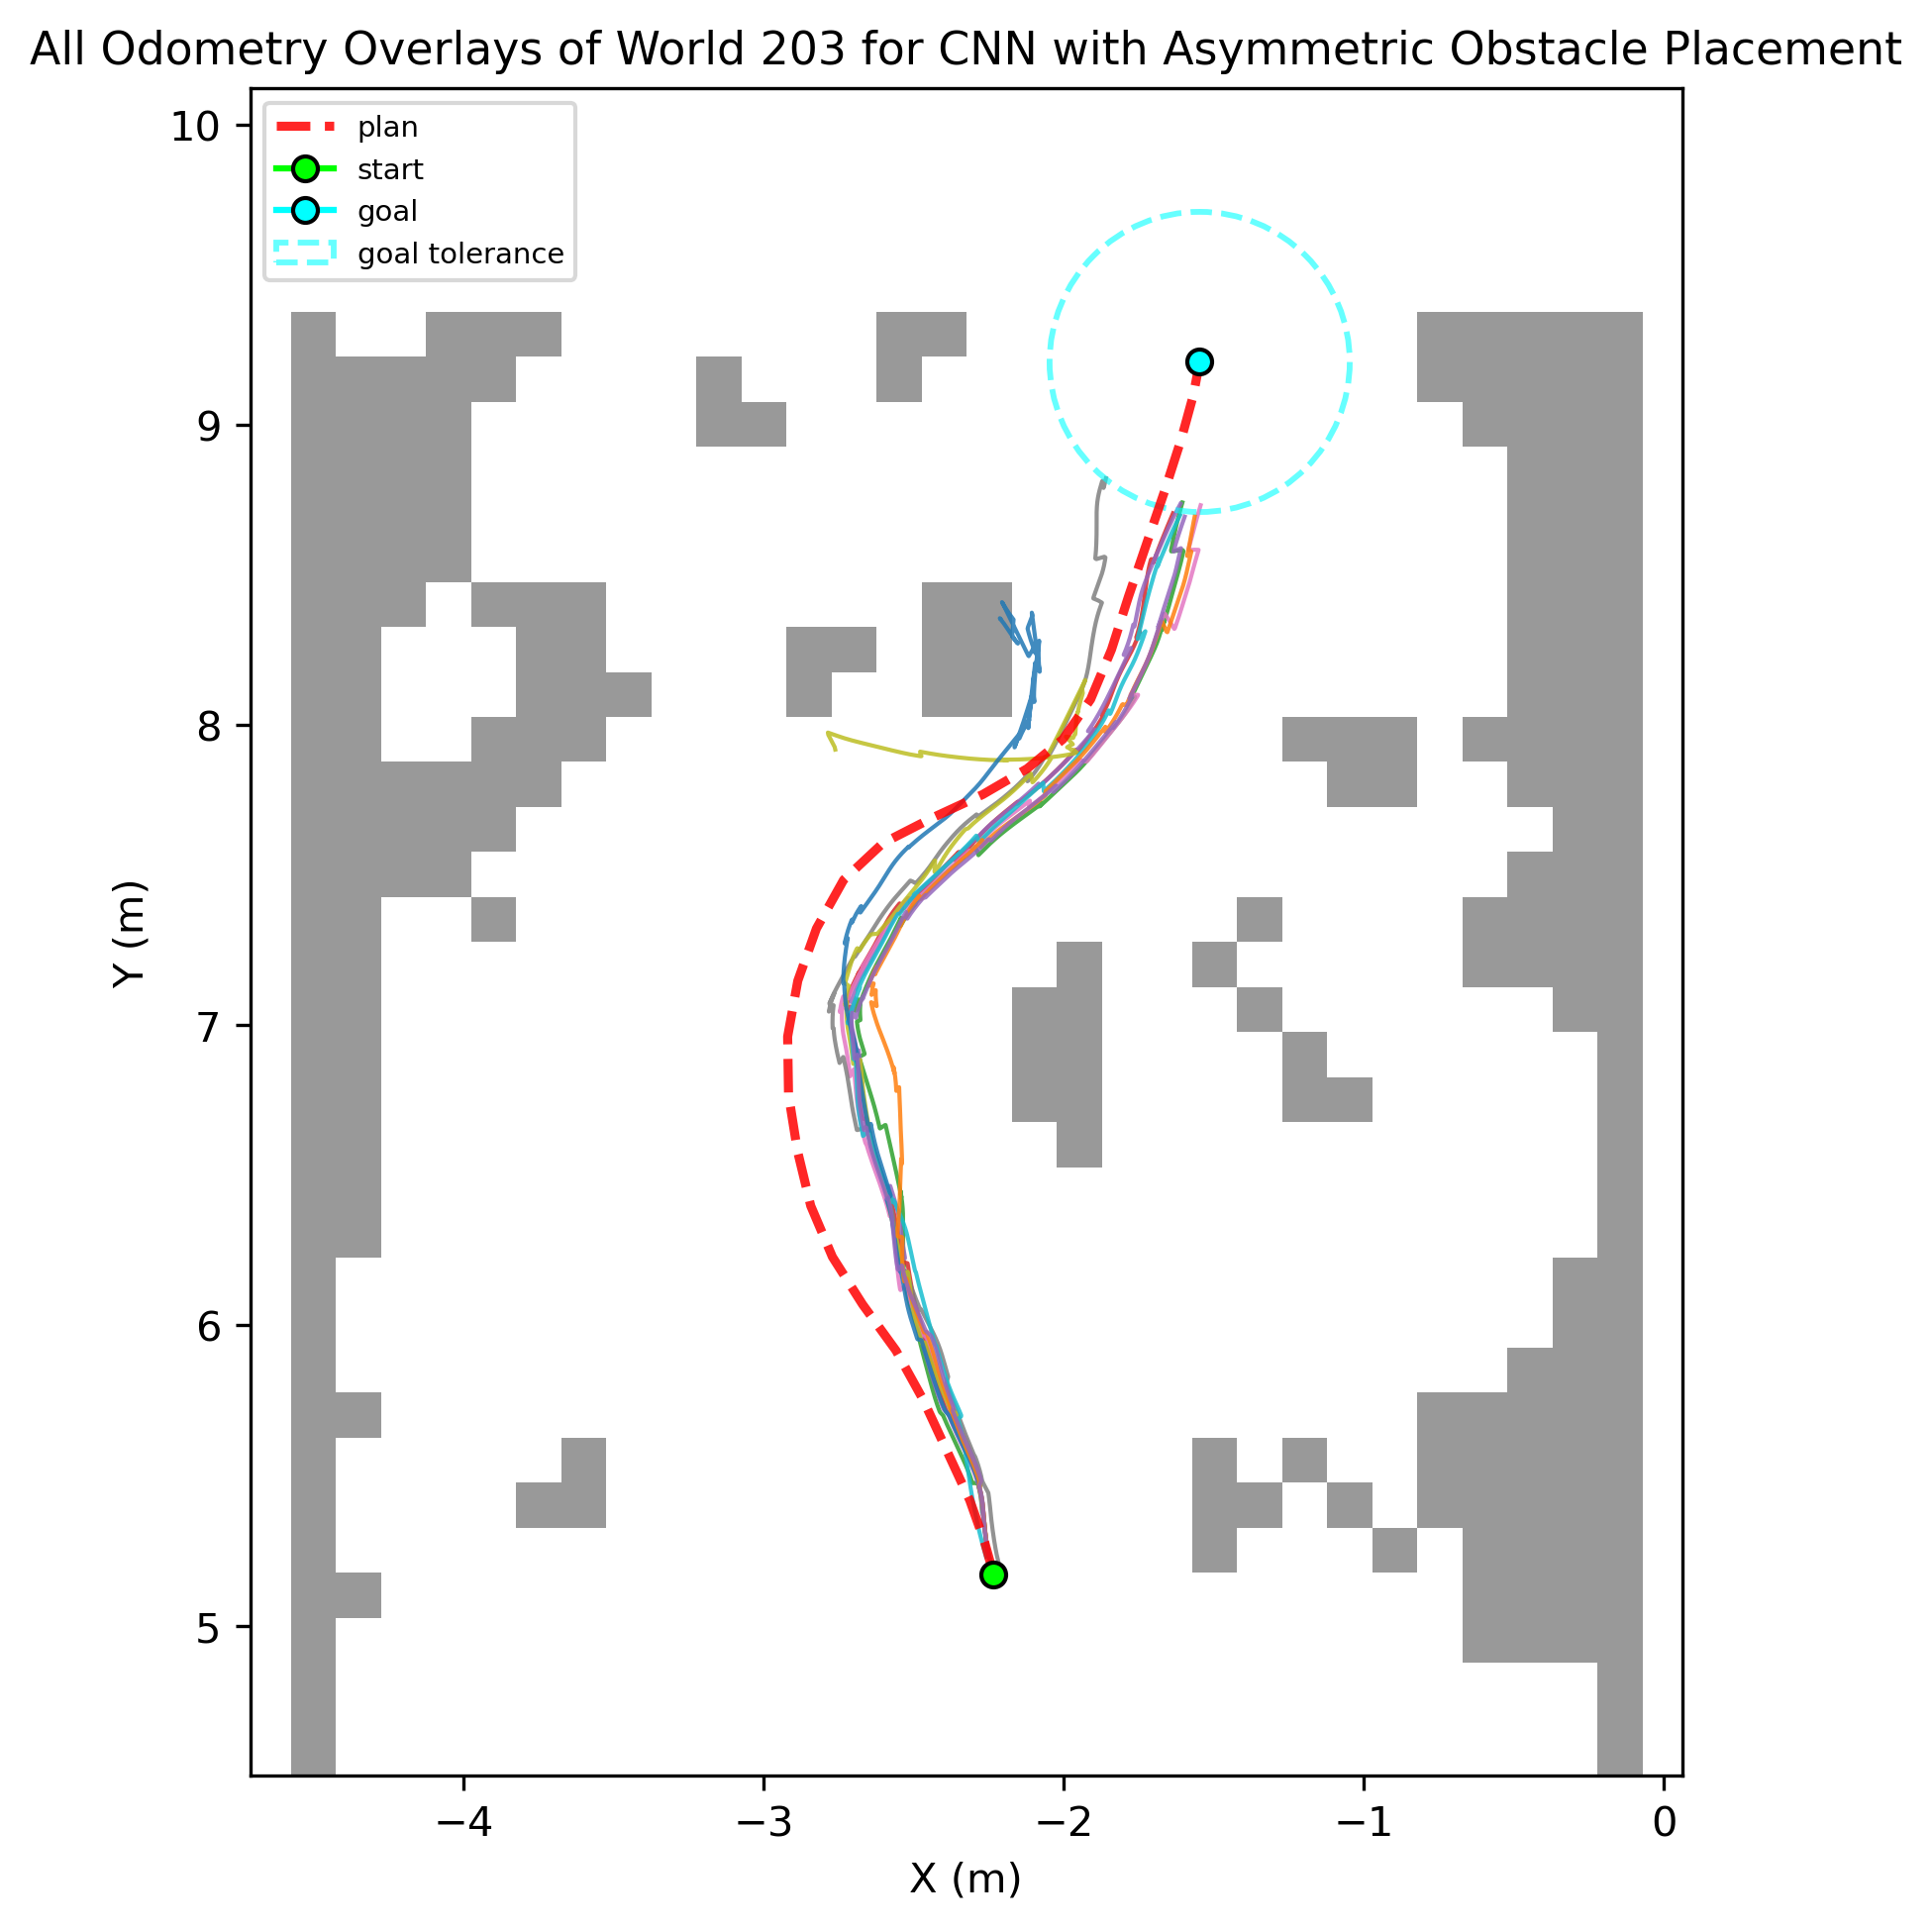 All Odometry Overlays of World 203 for CNN with Asymmetric Obstacle Placement
plan
start
goal
goal tolerance
10
9
8
7
6
5
Y (m)
−4
−3
−2
−1
0
X (m)